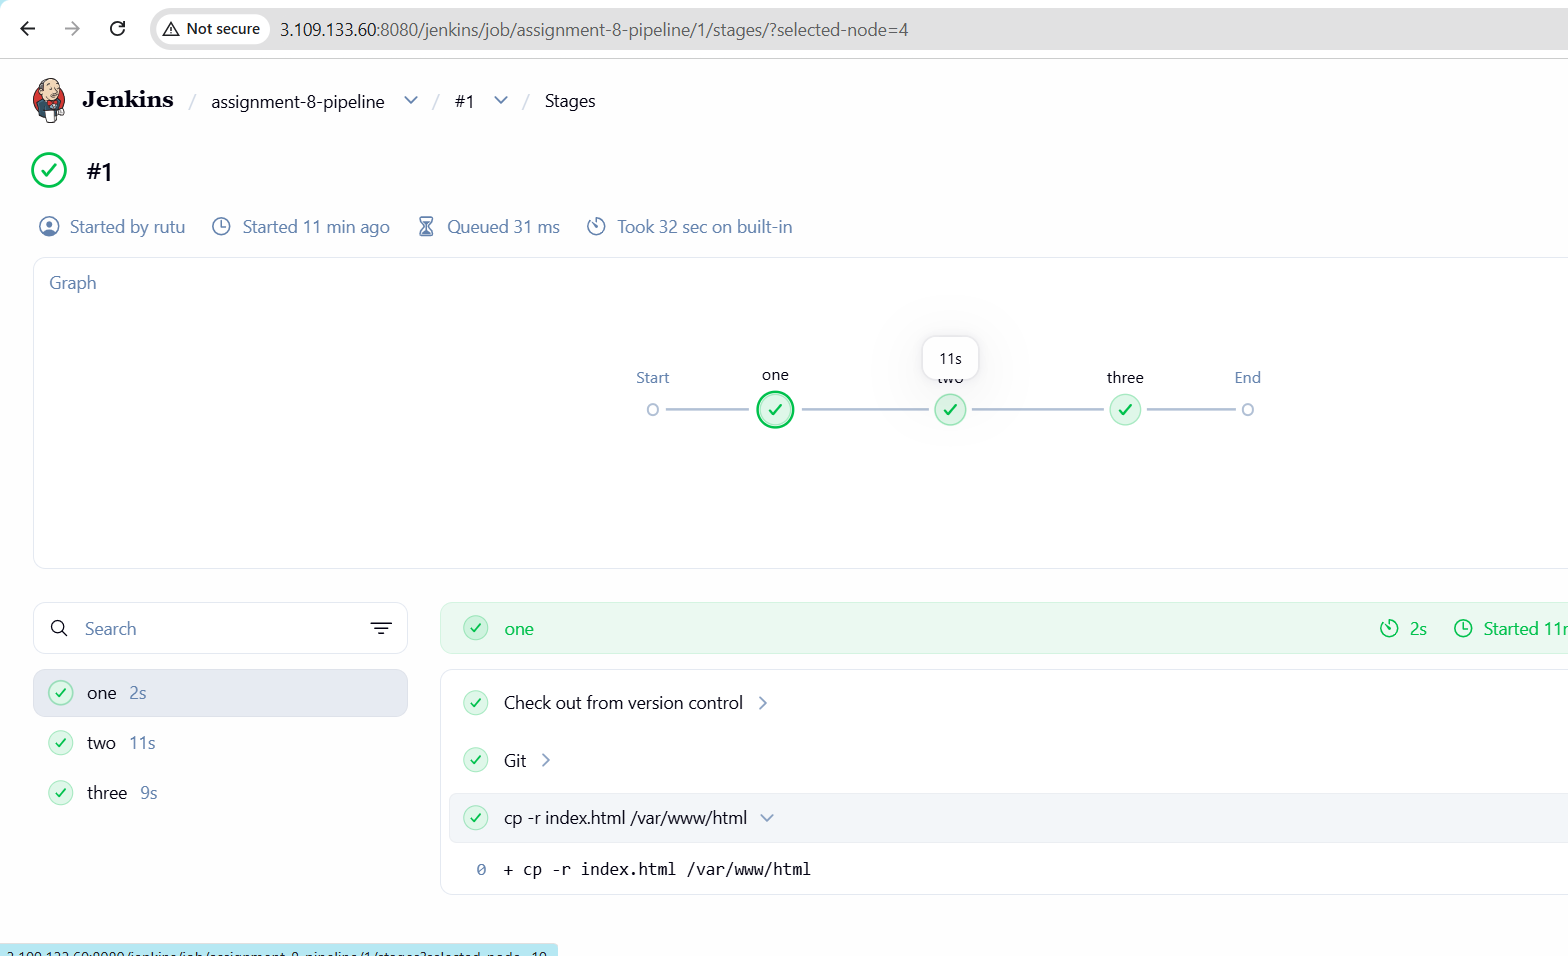 Not secure 3.109.133.60:8080/jenkins/job/assignment-8-pipeline/1/stages/?selected-node=4
Jenkins / assignment-8-pipeline / #1 / Stages
#1
Started by rutu Started 11 min ago Queued 31 ms Took 32 sec on built-in
Graph
11s
Start one two three End
Search
one 2s Started 11
one 2s
two 11s
three 9s
Check out from version control
Git
cp -r index.html /var/www/html
0 + cp -r index.html /var/www/html